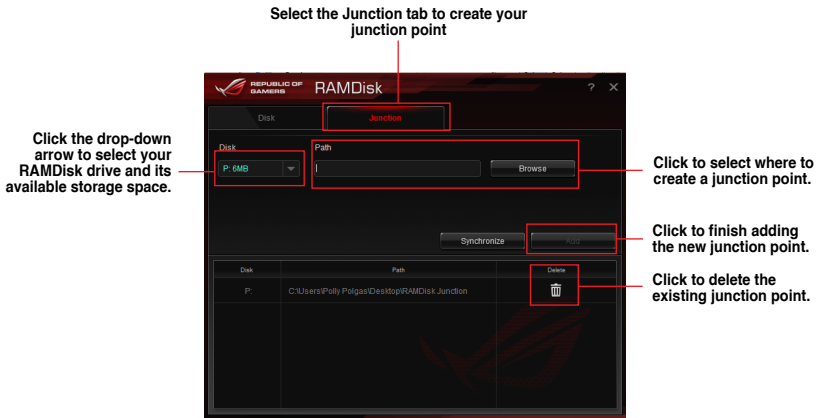 Select the Junction tab to create your
junction point
REPUBLIC OF
GAMERS
RAMDisk
? ×
Disk
Junction
Click the drop-down
arrow to select your
RAMDisk drive and its
available storage space.
Disk
Path
P: 6MB
Browse
Click to select where to
create a junction point.
Synchronize
Add
Click to finish adding
the new junction point.
Disk
Path
Delete
P:
C:\Users\Polly Polgas\Desktop\RAMDisk Junction
Click to delete the
existing junction point.